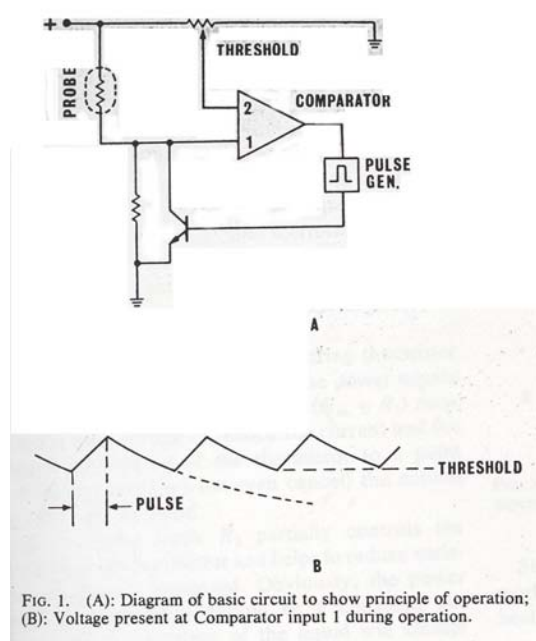 +
THRESHOLD
PROBE
COMPARATOR
2
1
PULSE
GEN.
A
THRESHOLD
PULSE
B
FIG. 1. (A): Diagram of basic circuit to show principle of operation;
(B): Voltage present at Comparator input 1 during operation.